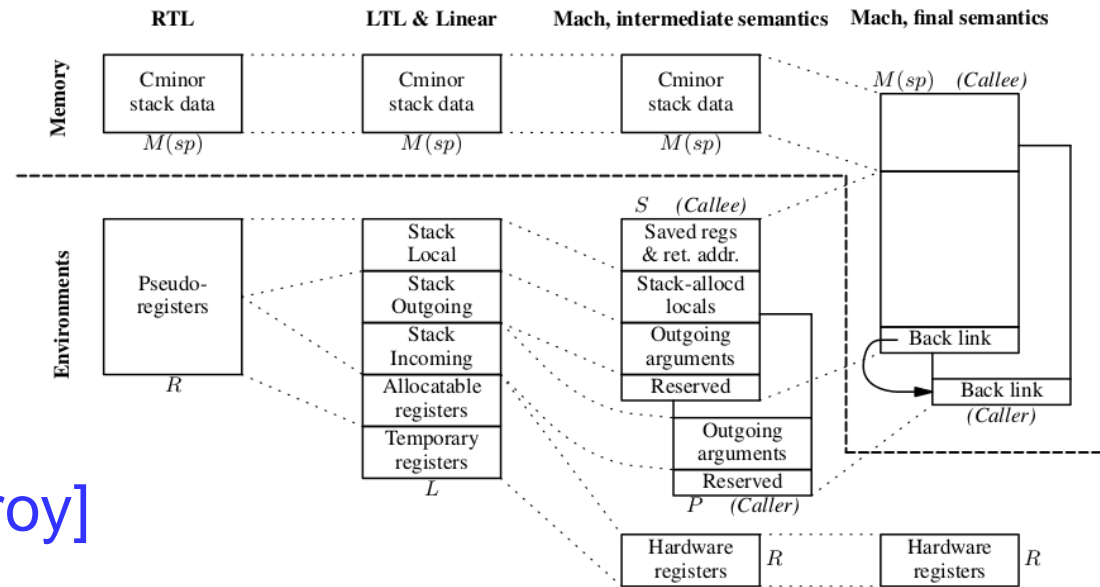 RTL
LTL & Linear
Mach, intermediate semantics
Mach, final semantics
Memory
Cminor
stack data
M(sp)
Cminor
stack data
M(sp)
Cminor
stack data
M(sp)
M(sp) (Callee)
Environments
Pseudo-
registers
R
Stack
Local
Stack
Outgoing
Stack
Incoming
Allocatable
registers
Temporary
registers
L
S (Callee)
Saved regs
& ret. addr.
Stack-allocd
locals
Outgoing
arguments
Reserved
Outgoing
arguments
Reserved
P (Caller)
Back link
Back link
(Caller)
Hardware
registers
R
Hardware
registers
R
roy]